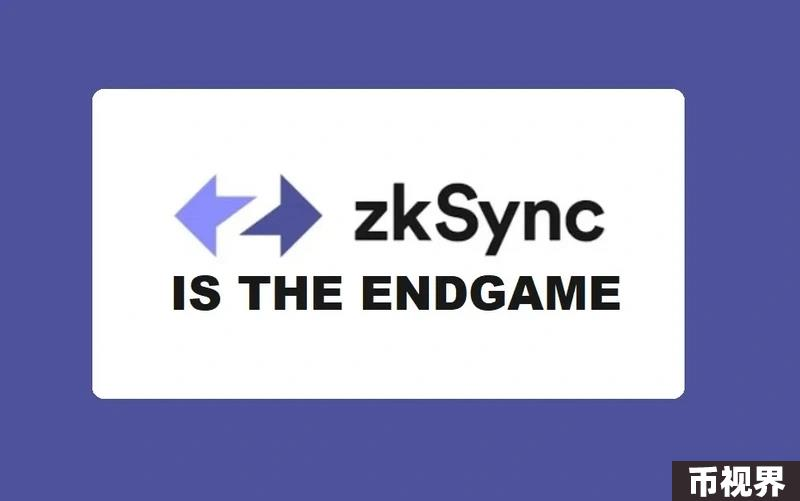 zkSync
IS THE ENDGAME
币视界